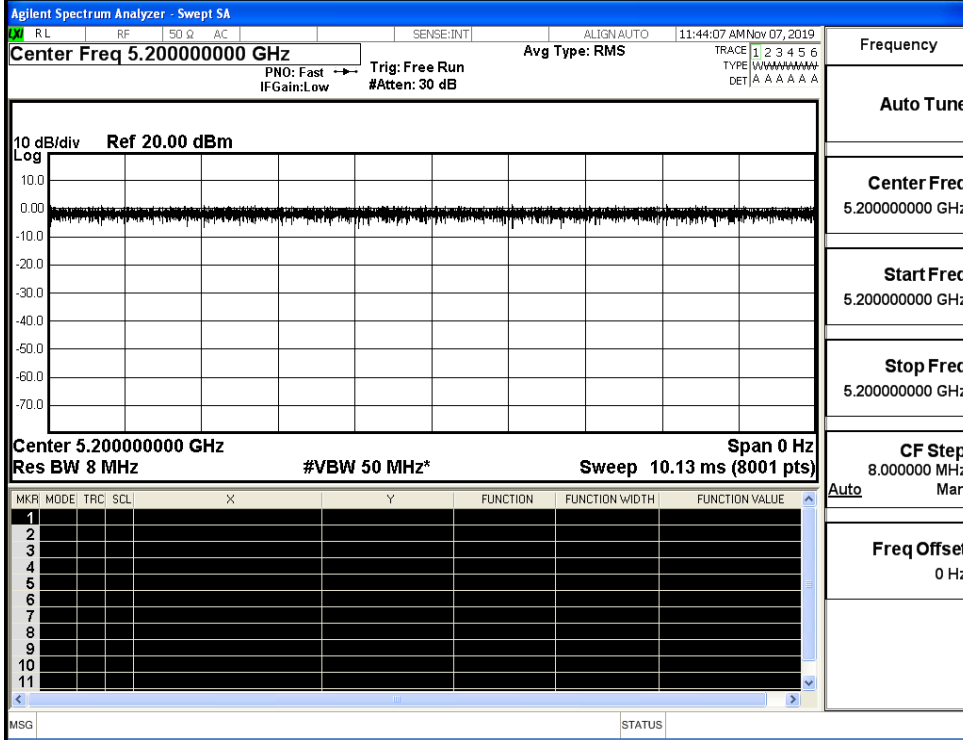 Agilent Spectrum Analyzer - Swept SA
LXI RL RF 50 Ω AC SENSE:INT ALIGNAUTO 11:44:07 AM Nov 07, 2019
Center Freq 5.200000000 GHz
PNO: Fast
IFGain:Low
Trig: Free Run
#Atten: 30 dB
Avg Type: RMS
TRACE 1 2 3 4 5 6
TYPE WWWWWW
DET A A A A A A
10 dB/div Ref 20.00 dBm
Log
10.0
0.00
-10.0
-20.0
-30.0
-40.0
-50.0
-60.0
-70.0
Center 5.200000000 GHz Span 0 Hz
Res BW 8 MHz #VBW 50 MHz* Sweep 10.13 ms (8001 pts)
MKR MODE TRC SCL X Y FUNCTION FUNCTION WIDTH FUNCTION VALUE
1
2
3
4
5
6
7
8
9
10
11
MSG STATUS
Frequency
Auto Tune
Center Freq
5.200000000 GHz
Start Freq
5.200000000 GHz
Stop Freq
5.200000000 GHz
CF Step
8.000000 MHz
Auto Man
Freq Offset
0 Hz